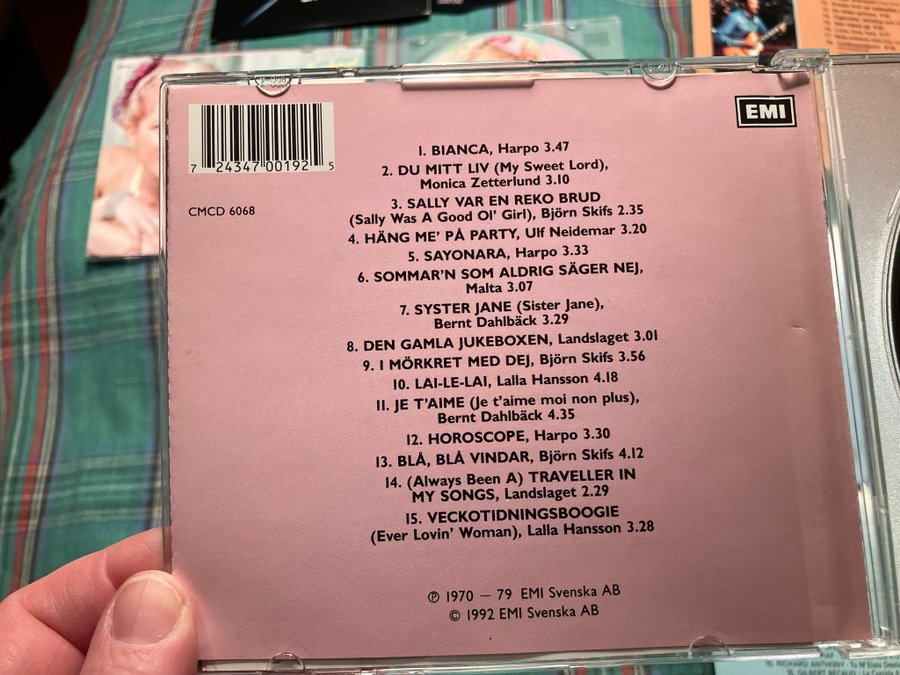 EMI
7 24347 00192 5
CMCD 6068
1. BIANCA, Harpo 3.47
2. DU MITT LIV (My Sweet Lord),
Monica Zetterlund 3.10
3. SALLY VAR EN REKO BRUD
(Sally Was A Good Ol' Girl), Björn Skifs 2.35
4. HÄNG ME' PÅ PARTY, Ulf Neidemar 3.20
5. SAYONARA, Harpo 3.33
6. SOMMAR'N SOM ALDRIG SÄGER NEJ,
Malta 3.07
7. SYSTER JANE (Sister Jane),
Bernt Dahlbäck 3.29
8. DEN GAMLA JUKEBOXEN, Landslaget 3.01
9. I MÖRKRET MED DEJ, Björn Skifs 3.56
10. LAI-LE-LAI, Lalla Hansson 4.18
11. JE T'AIME (Je t'aime moi non plus),
Bernt Dahlbäck 4.35
12. HOROSCOPE, Harpo 3.30
13. BLÅ, BLÅ VINDAR, Björn Skifs 4.12
14. (Always Been A) TRAVELLER IN
MY SONGS, Landslaget 2.29
15. VECKOTIDNINGSBOOGIE
(Ever Lovin' Woman), Lalla Hansson 3.28
℗ 1970 — 79 EMI Svenska AB
© 1992 EMI Svenska AB
RICHARD ANTHONY
GILBERT BECAUD